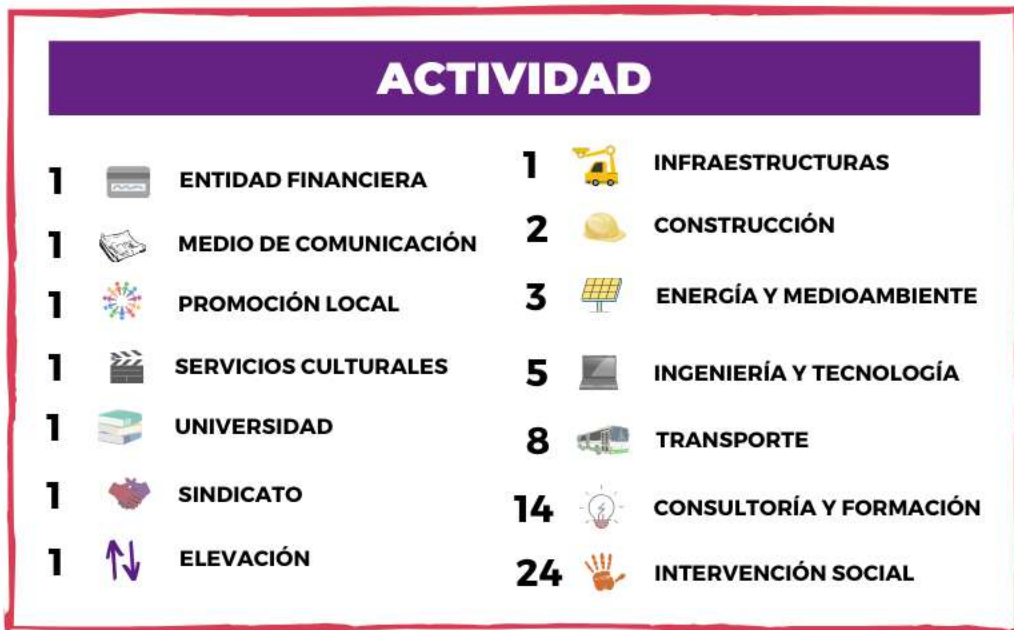 ACTIVIDAD
1 ENTIDAD FINANCIERA
1 MEDIO DE COMUNICACIÓN
1 PROMOCIÓN LOCAL
1 SERVICIOS CULTURALES
1 UNIVERSIDAD
1 SINDICATO
1 ELEVACIÓN
1 INFRAESTRUCTURAS
2 CONSTRUCCIÓN
3 ENERGÍA Y MEDIOAMBIENTE
5 INGENIERÍA Y TECNOLOGÍA
8 TRANSPORTE
14 CONSULTORÍA Y FORMACIÓN
24 INTERVENCIÓN SOCIAL